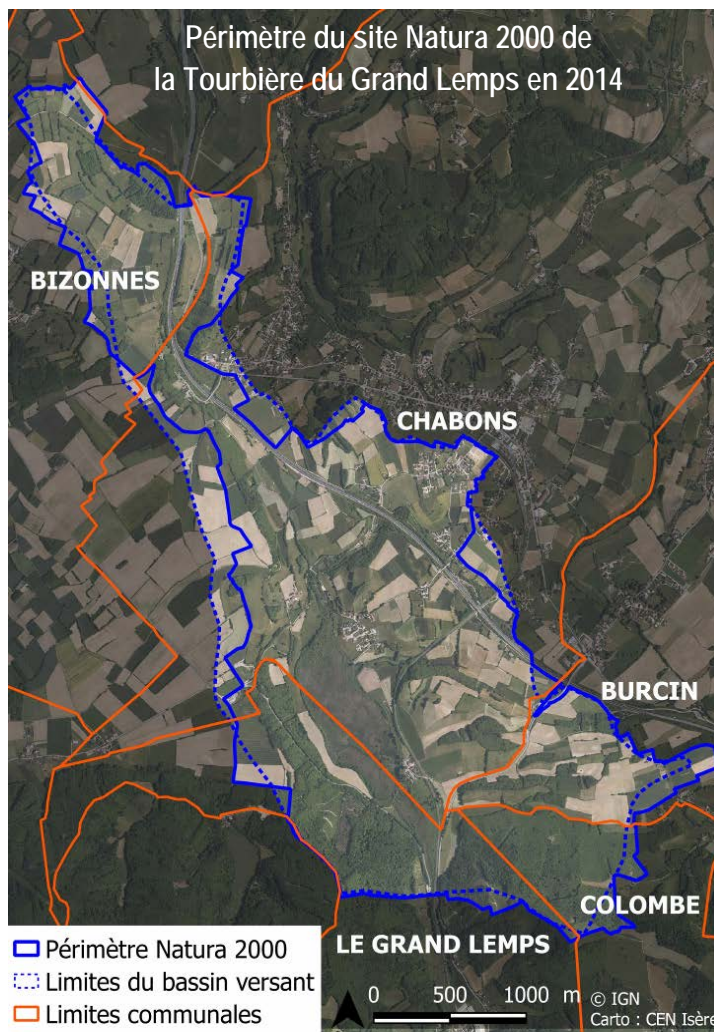 Périmètre du site Natura 2000 de
la Tourbière du Grand Lemps en 2014
BIZONNES
CHABONS
BURCIN
COLOMBE
LE GRAND LEMPS
Périmètre Natura 2000
Limites du bassin versant
Limites communales
0 500 1000 m
© IGN
Carto : CEN Isère